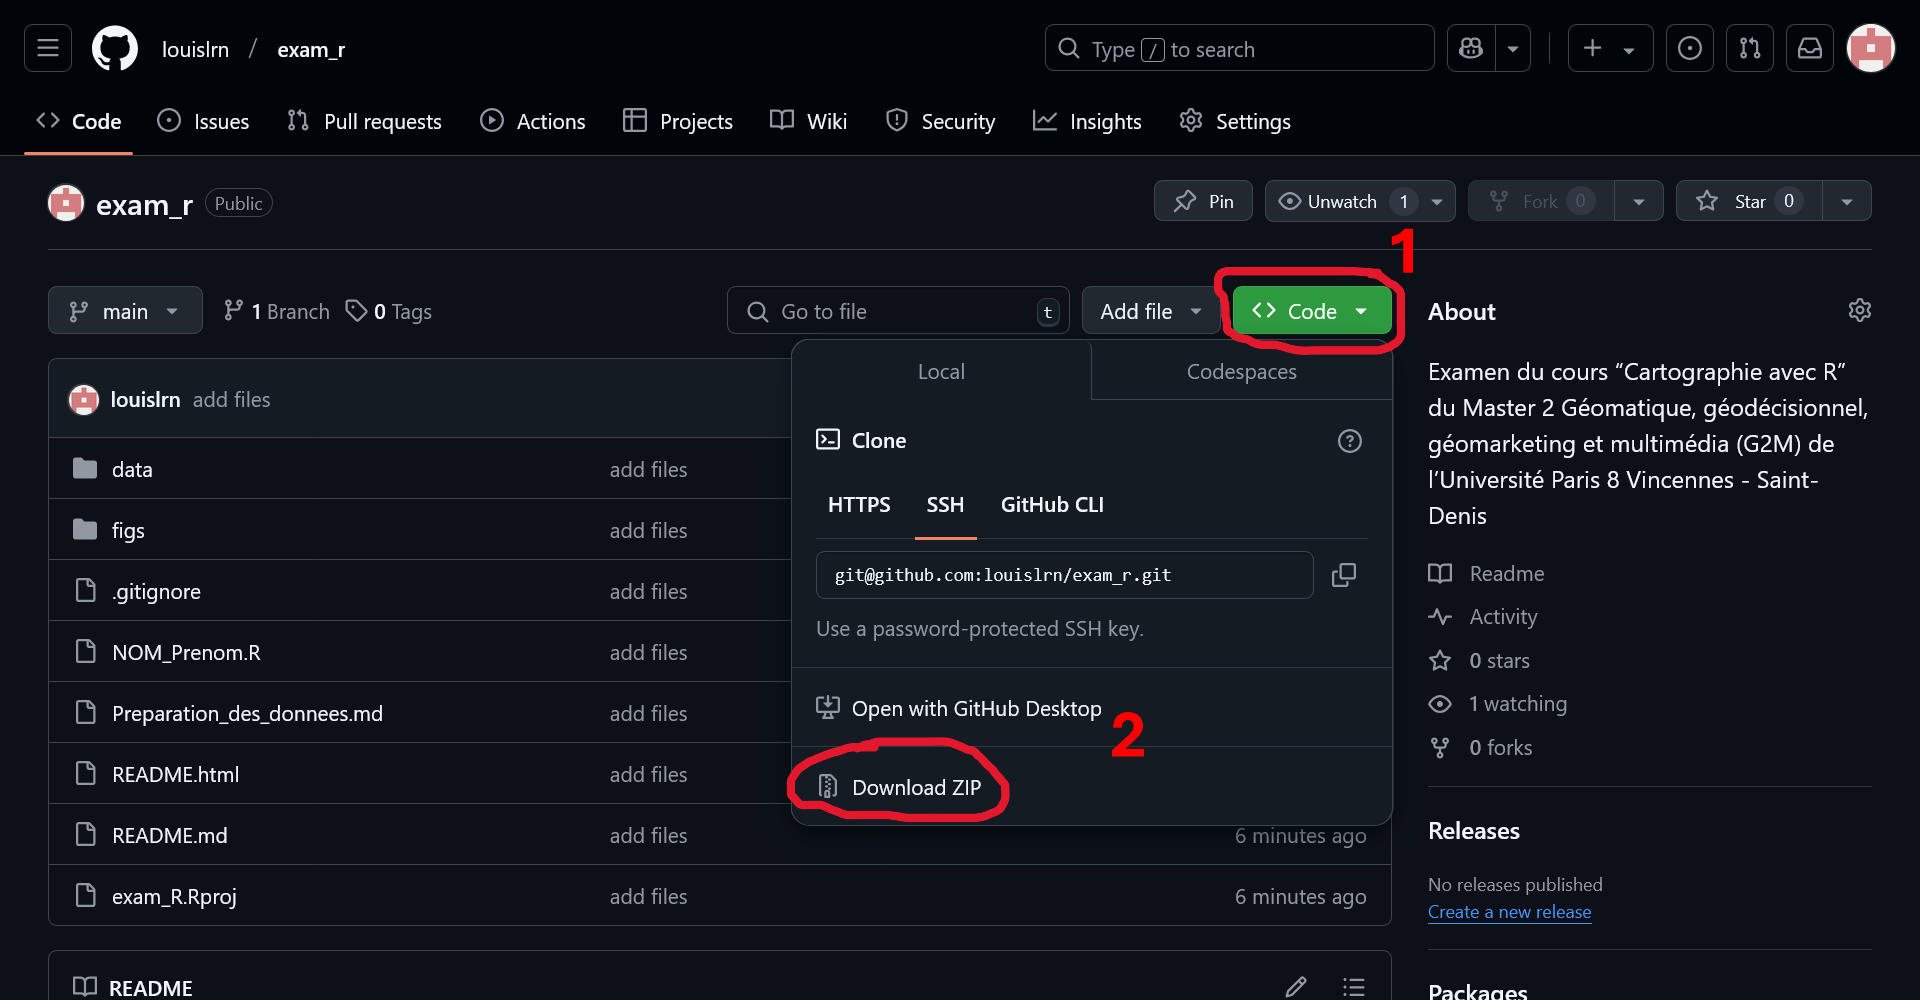 louislrn / exam_r
Type / to search
Code
Issues
Pull requests
Actions
Projects
Wiki
Security
Insights
Settings
exam_r Public
Pin
Unwatch 1
Fork 0
Star 0
1
main
1 Branch
0 Tags
Go to file
t
Add file
Code
louislrn add files
data add files
figs add files
.gitignore add files
NOM_Prenom.R add files
Preparation_des_donnees.md add files
README.html add files
README.md add files 6 minutes ago
exam_R.Rproj add files 6 minutes ago
README
Local
Codespaces
Clone
HTTPS
SSH
GitHub CLI
git@github.com:louislrn/exam_r.git
Use a password-protected SSH key.
Open with GitHub Desktop
2
Download ZIP
About
Examen du cours “Cartographie avec R”
du Master 2 Géomatique, géodécisionnel,
géomarketing et multimédia (G2M) de
l’Université Paris 8 Vincennes - Saint-
Denis
Readme
Activity
0 stars
1 watching
0 forks
Releases
No releases published
Create a new release
Packages